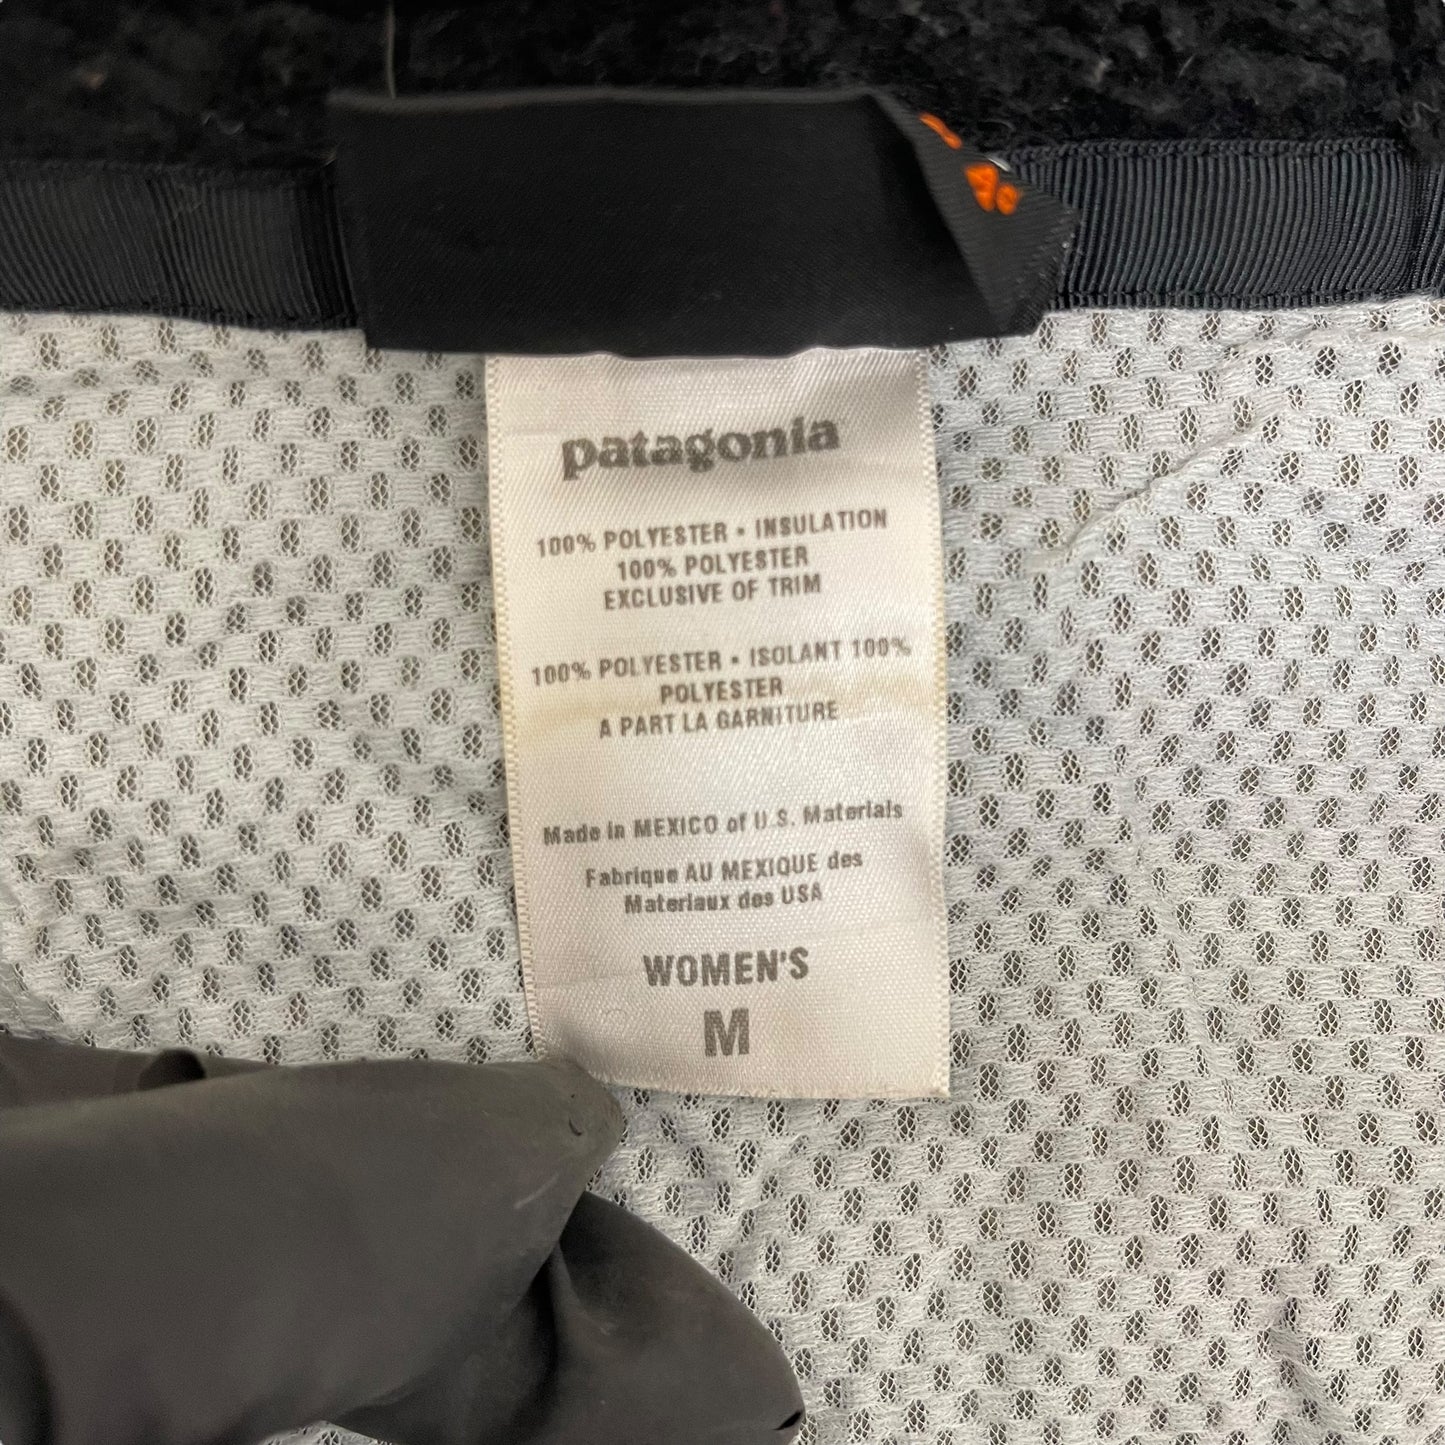 patagonia
100% POLYESTER • INSULATION
100% POLYESTER
EXCLUSIVE OF TRIM
100% POLYESTER • ISOLANT 100%
POLYESTER
A PART LA GARNITURE
Made in MEXICO of U.S. Materials
Fabrique AU MEXIQUE des
Materiaux des USA
WOMEN'S
M